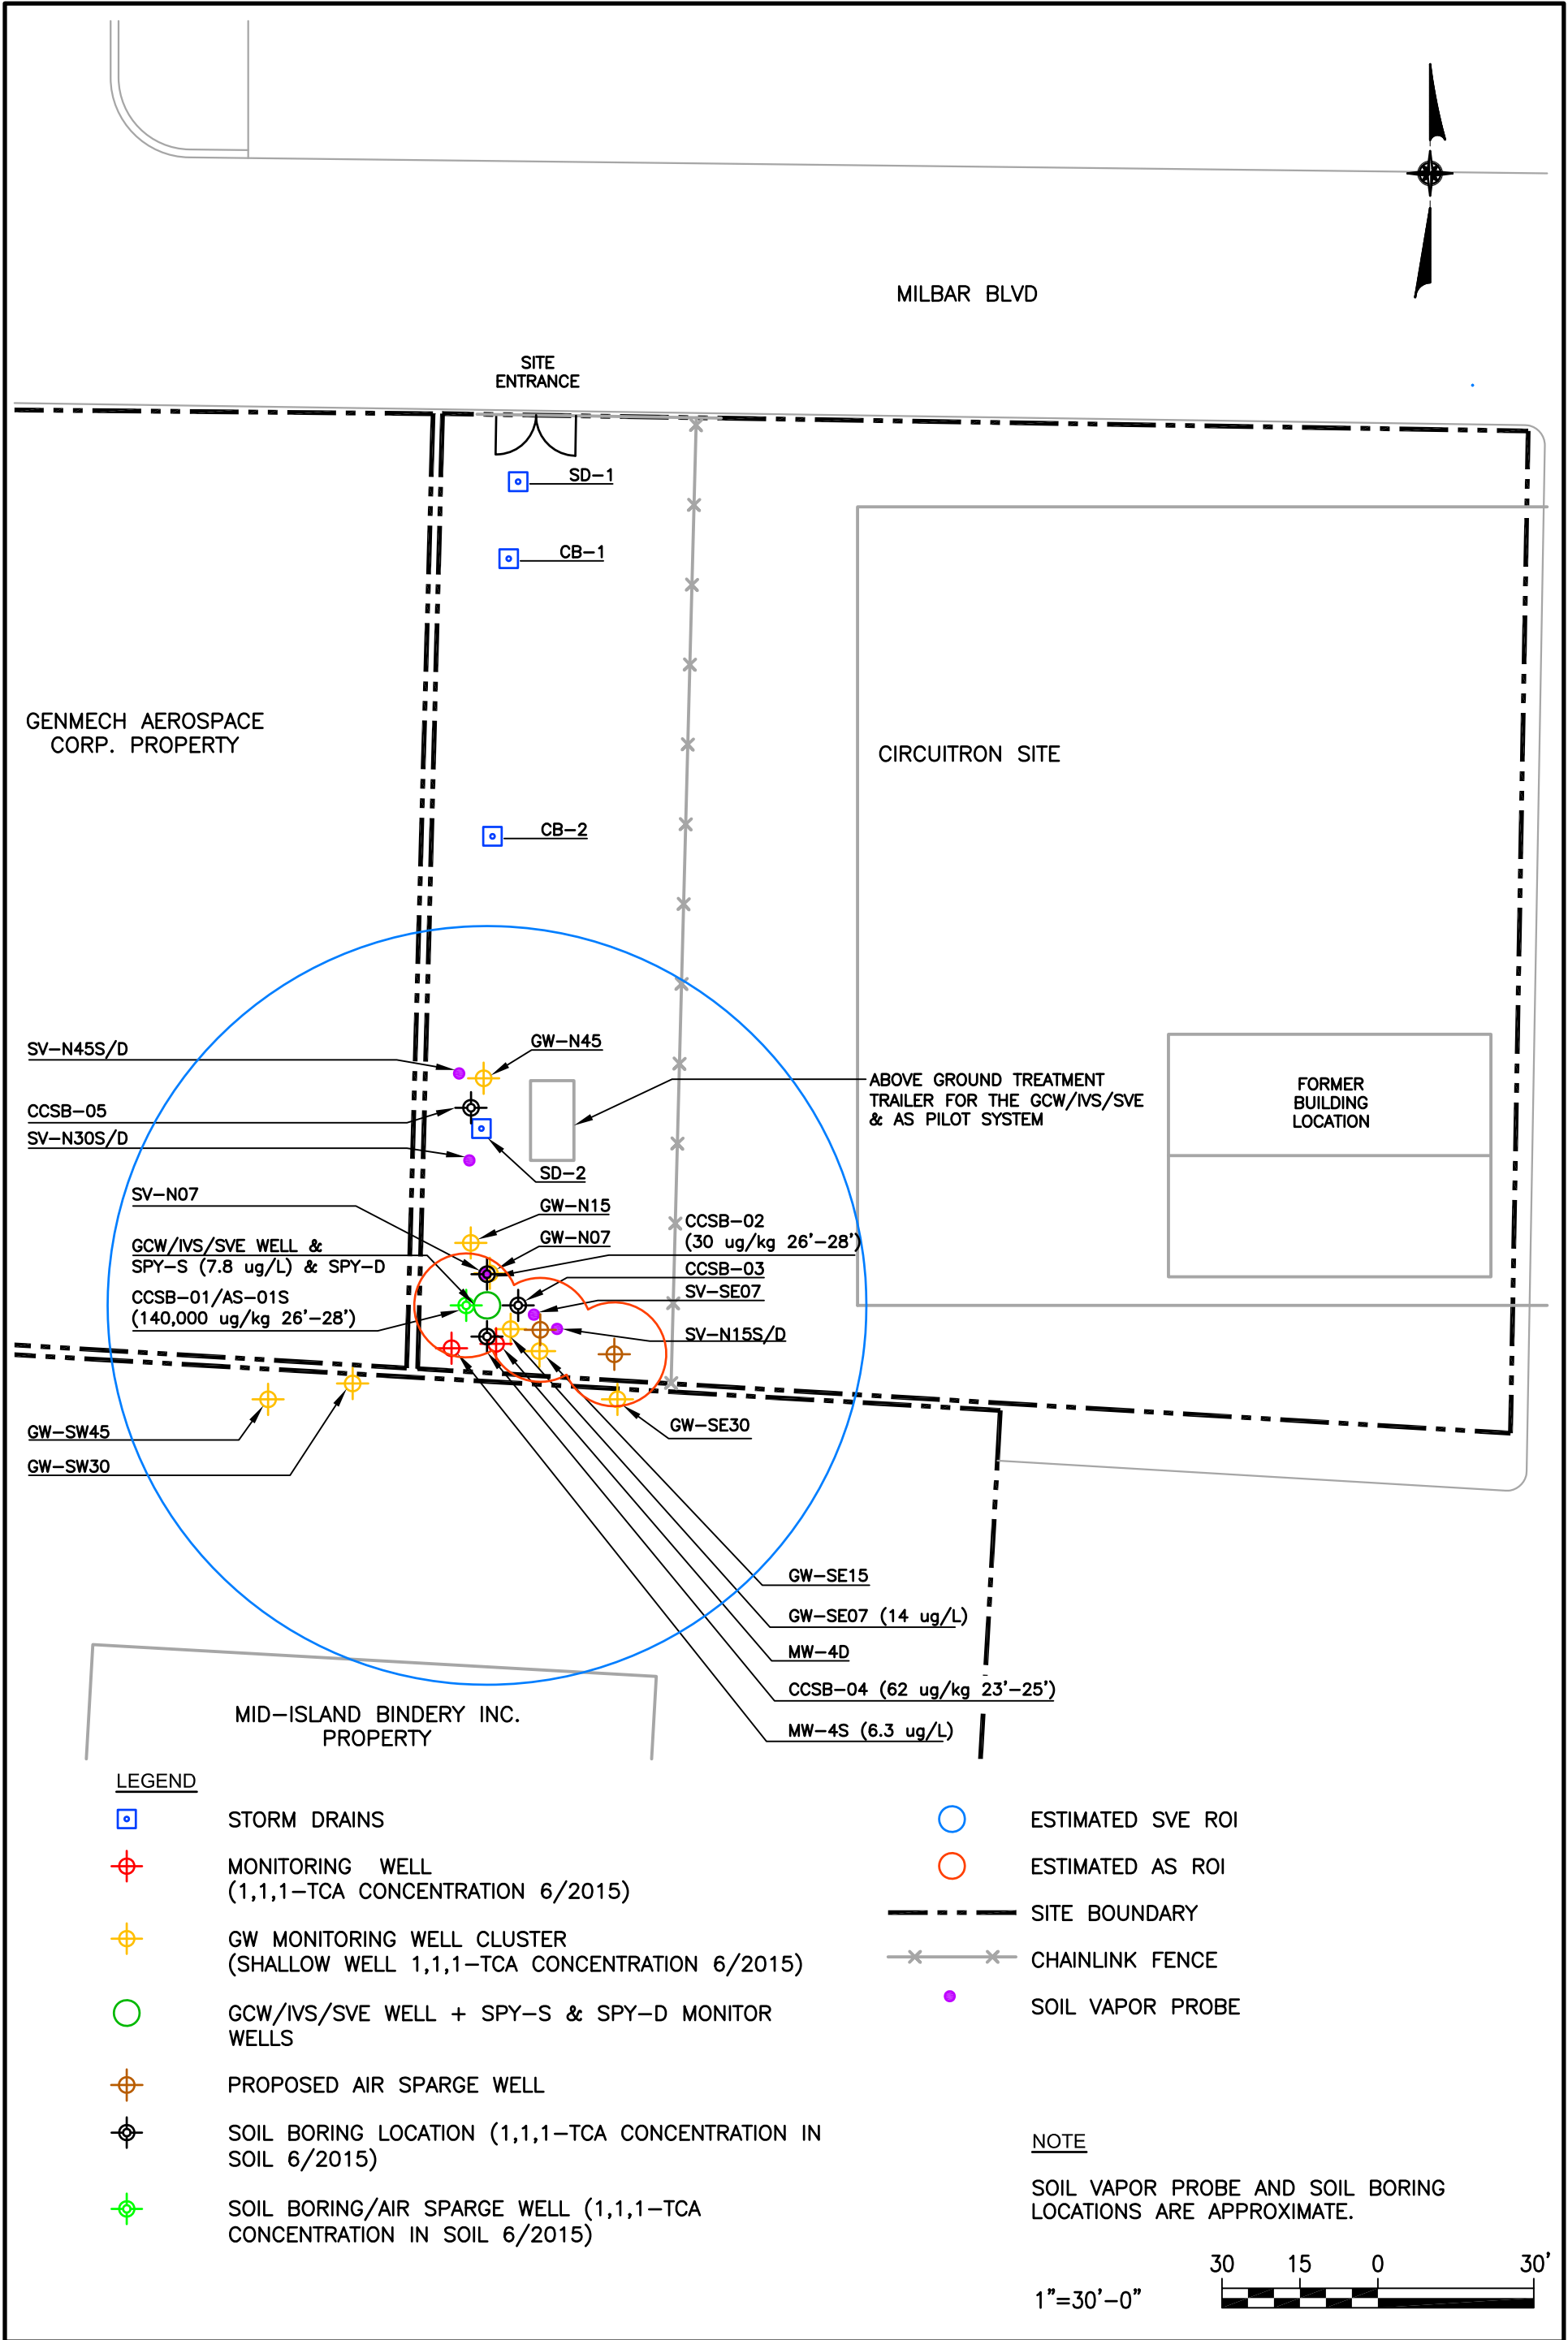 MILBAR BLVD
SITE
ENTRANCE
SD-1
CB-1
GENMECH AEROSPACE
CORP. PROPERTY
CIRCUITRON SITE
CB-2
SV-N45S/D
GW-N45
ABOVE GROUND TREATMENT
TRAILER FOR THE GCW/IVS/SVE
& AS PILOT SYSTEM
FORMER
BUILDING
LOCATION
CCSB-05
SV-N30S/D
SD-2
SV-N07
GW-N15
CCSB-02
(30 ug/kg 26'-28')
GW-N07
GCW/IVS/SVE WELL &
SPY-S (7.8 ug/L) & SPY-D
CCSB-03
SV-SE07
CCSB-01/AS-01S
(140,000 ug/kg 26'-28')
SV-N15S/D
GW-SE30
GW-SW45
GW-SW30
GW-SE15
GW-SE07 (14 ug/L)
MW-4D
CCSB-04 (62 ug/kg 23'-25')
MW-4S (6.3 ug/L)
MID-ISLAND BINDERY INC.
PROPERTY
LEGEND
STORM DRAINS
MONITORING WELL
(1,1,1-TCA CONCENTRATION 6/2015)
GW MONITORING WELL CLUSTER
(SHALLOW WELL 1,1,1-TCA CONCENTRATION 6/2015)
GCW/IVS/SVE WELL + SPY-S & SPY-D MONITOR
WELLS
PROPOSED AIR SPARGE WELL
SOIL BORING LOCATION (1,1,1-TCA CONCENTRATION IN
SOIL 6/2015)
SOIL BORING/AIR SPARGE WELL (1,1,1-TCA
CONCENTRATION IN SOIL 6/2015)
ESTIMATED SVE ROI
ESTIMATED AS ROI
SITE BOUNDARY
CHAINLINK FENCE
SOIL VAPOR PROBE
NOTE
SOIL VAPOR PROBE AND SOIL BORING
LOCATIONS ARE APPROXIMATE.
30 15 0 30'
1"=30'-0"